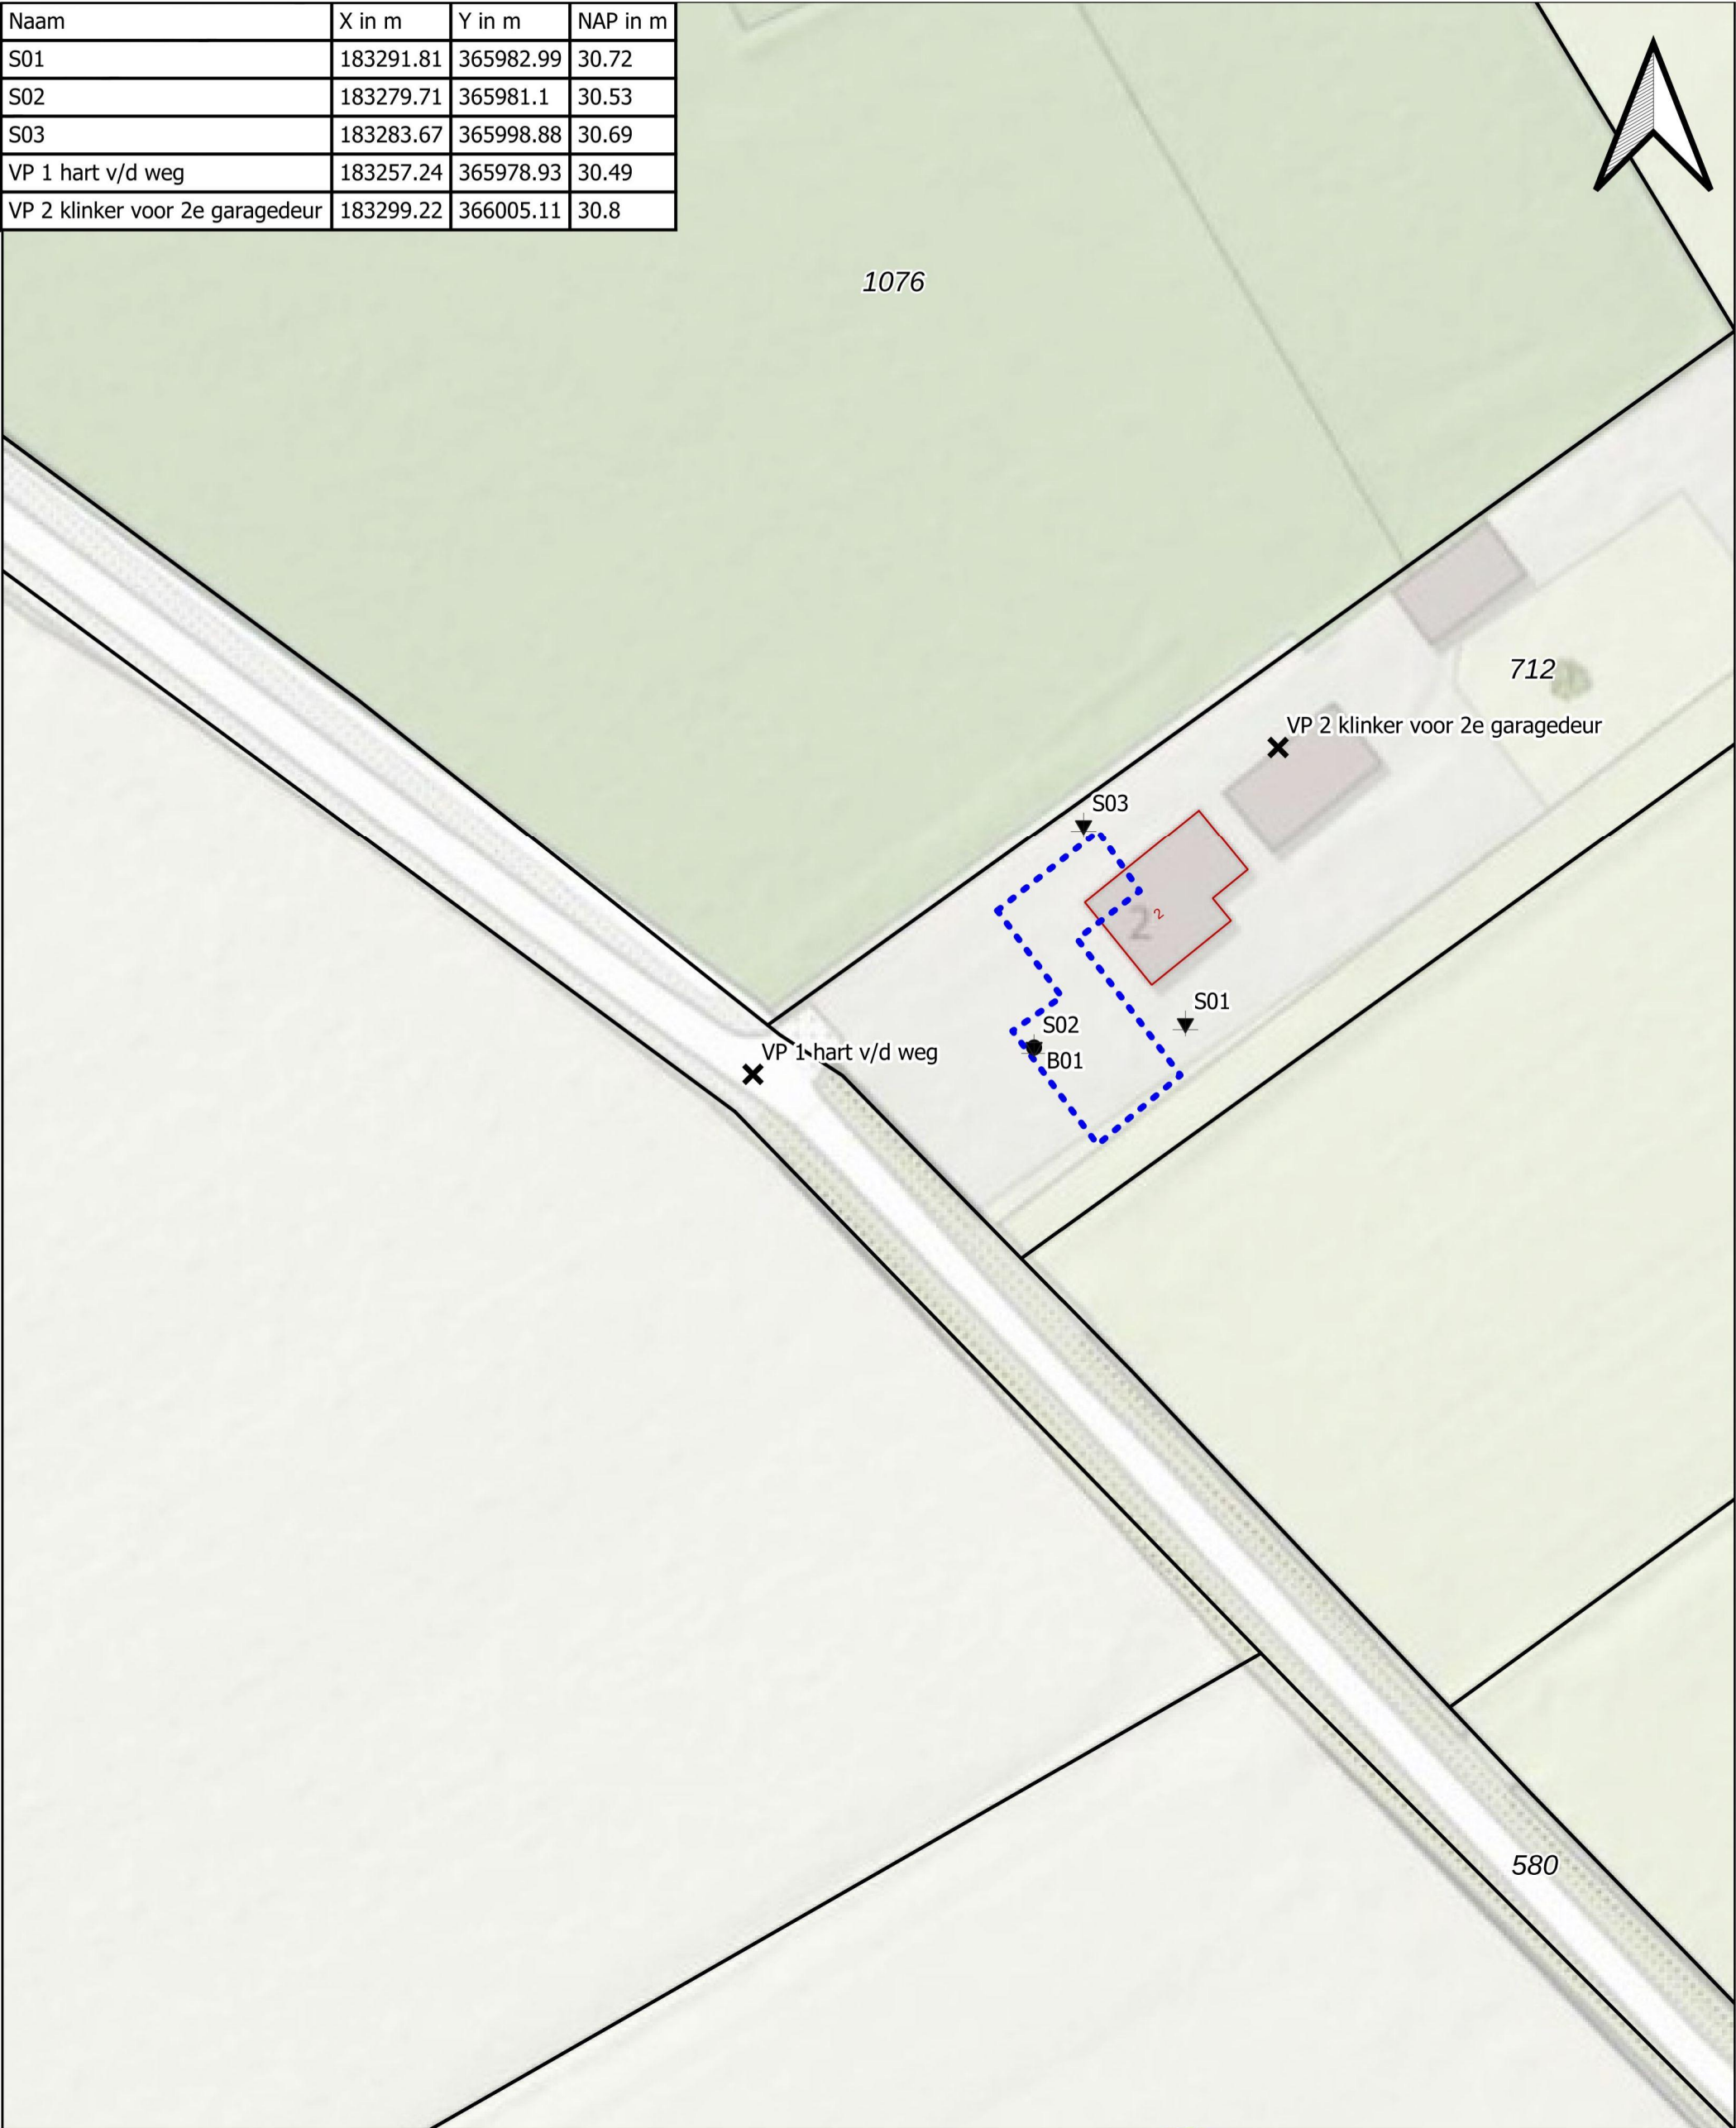 Naam X in m Y in m NAP in m
S01 183291.81 365982.99 30.72
S02 183279.71 365981.1 30.53
S03 183283.67 365998.88 30.69
VP 1 hart v/d weg 183257.24 365978.93 30.49
VP 2 klinker voor 2e garagedeur 183299.22 366005.11 30.8
1076
712
VP 2 klinker voor 2e garagedeur
S03
2
2
S01
S02
VP 1 hart v/d weg
B01
580